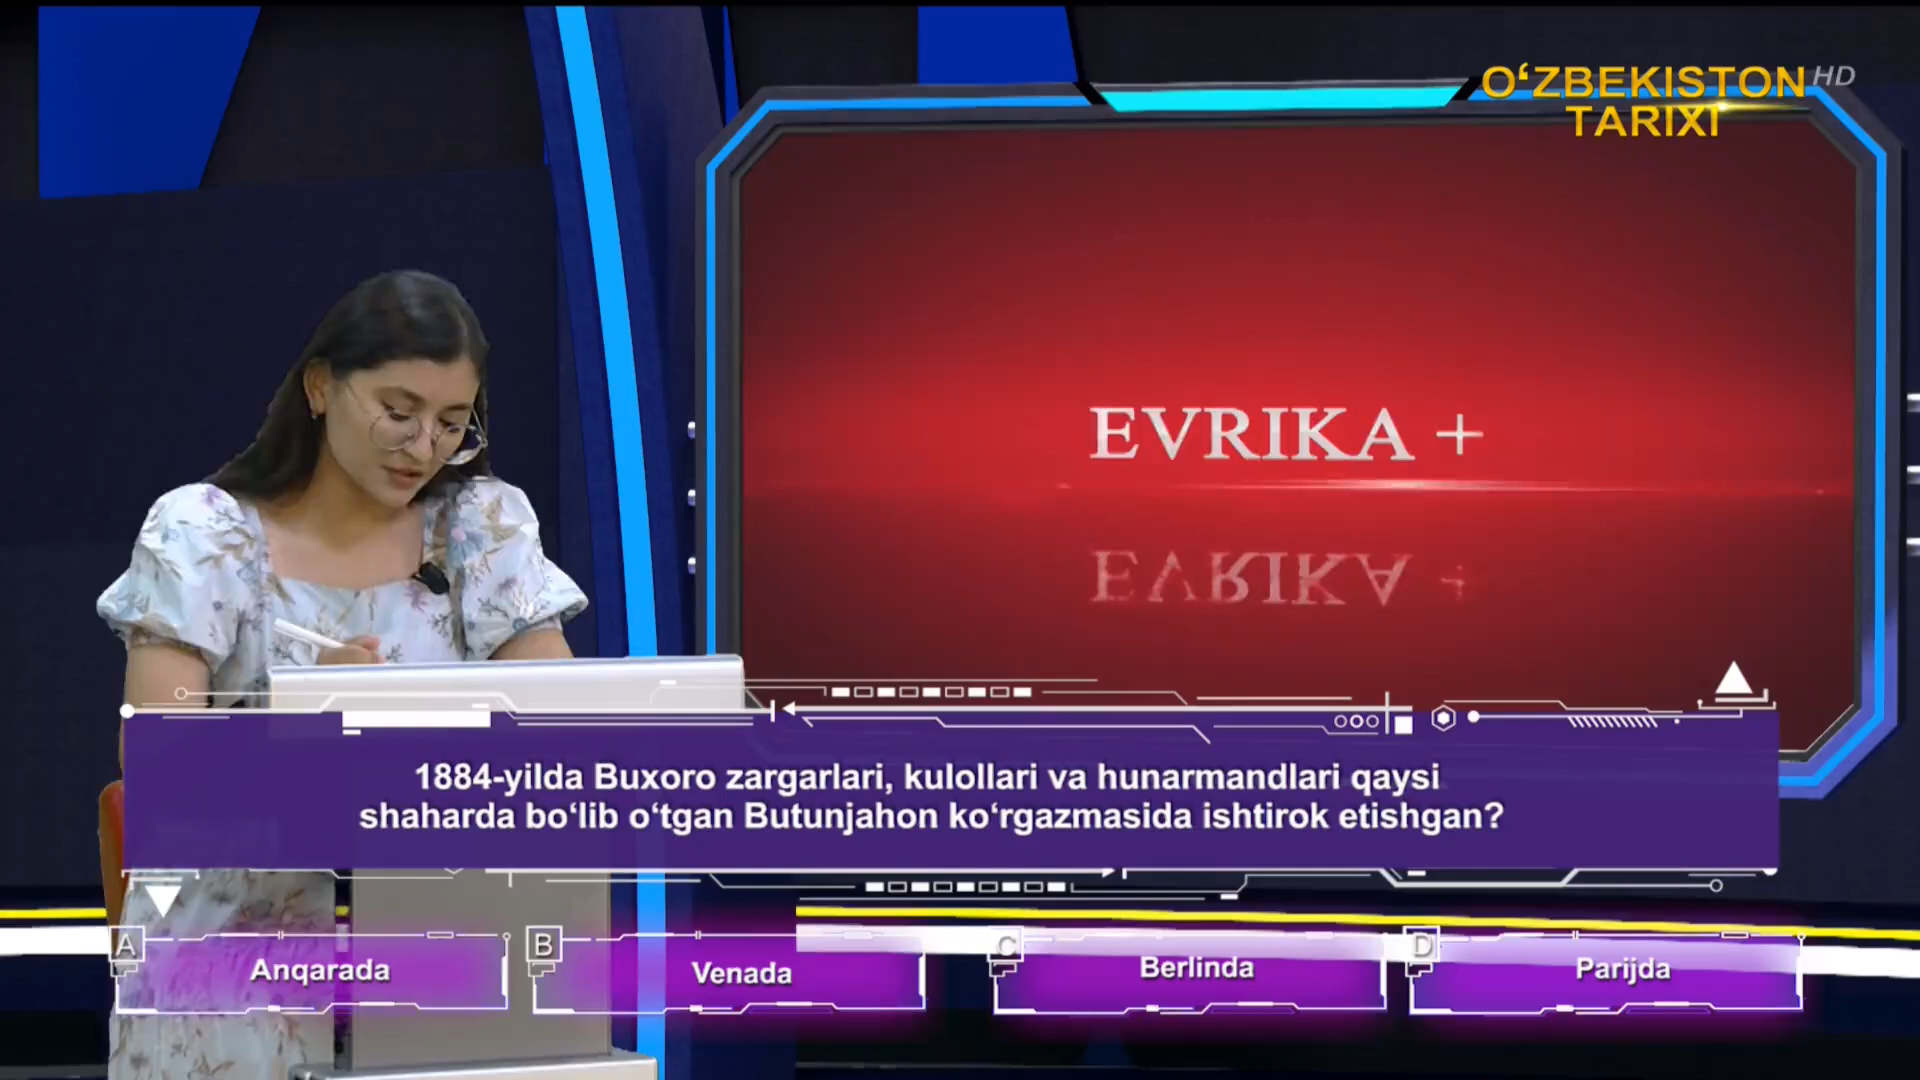 O‘ZBEKISTON HD
TARIXI
EVRIKA +
1884-yilda Buxoro zargarlari, kulollari va hunarmandlari qaysi
shaharda bo‘lib o‘tgan Butunjahon ko‘rgazmasida ishtirok etishgan?
A Anqarada
B Venada
C Berlinda
D Parijda